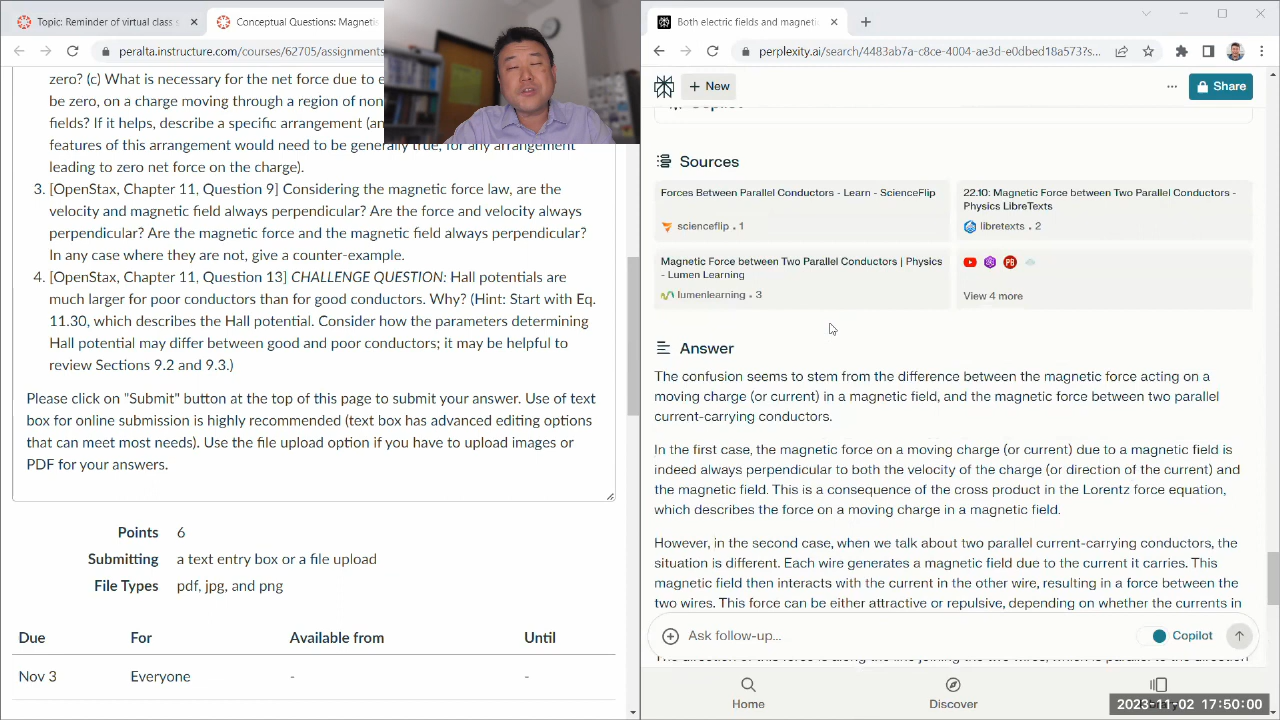 Topic: Reminder of virtual class s
Conceptual Questions: Magneti
peralta.instructure.com/courses/62705/assignments
zero? (c) What is necessary for the net force due to e
be zero, on a charge moving through a region of non
fields? If it helps, describe a specific arrangement (an
features of this arrangement would need to be generally true, for any arrangement
leading to zero net force on the charge).
3. [OpenStax, Chapter 11, Question 9] Considering the magnetic force law, are the
velocity and magnetic field always perpendicular? Are the force and velocity always
perpendicular? Are the magnetic force and the magnetic field always perpendicular?
In any case where they are not, give a counter-example.
4. [OpenStax, Chapter 11, Question 13] CHALLENGE QUESTION: Hall potentials are
much larger for poor conductors than for good conductors. Why? (Hint: Start with Eq.
11.30, which describes the Hall potential. Consider how the parameters determining
Hall potential may differ between good and poor conductors; it may be helpful to
review Sections 9.2 and 9.3.)
Please click on "Submit" button at the top of this page to submit your answer. Use of text
box for online submission is highly recommended (text box has advanced editing options
that can meet most needs). Use the file upload option if you have to upload images or
PDF for your answers.
Points 6
Submitting a text entry box or a file upload
File Types pdf, jpg, and png
Due For Available from Until
Nov 3 Everyone - -
Both electric fields and magneti
perplexity.ai/search/4483ab7a-c8ce-4004-ae3d-e0dbed18a573?s...
New
Share
Sources
Forces Between Parallel Conductors - Learn - ScienceFlip
scienceflip . 1
22.10: Magnetic Force between Two Parallel Conductors -
Physics LibreTexts
libretexts . 2
Magnetic Force between Two Parallel Conductors | Physics
- Lumen Learning
lumenlearning . 3
View 4 more
Answer
The confusion seems to stem from the difference between the magnetic force acting on a
moving charge (or current) in a magnetic field, and the magnetic force between two parallel
current-carrying conductors.
In the first case, the magnetic force on a moving charge (or current) due to a magnetic field is
indeed always perpendicular to both the velocity of the charge (or direction of the current) and
the magnetic field. This is a consequence of the cross product in the Lorentz force equation,
which describes the force on a moving charge in a magnetic field.
However, in the second case, when we talk about two parallel current-carrying conductors, the
situation is different. Each wire generates a magnetic field due to the current it carries. This
magnetic field then interacts with the current in the other wire, resulting in a force between the
two wires. This force can be either attractive or repulsive, depending on whether the currents in
Ask follow-up...
Copilot
Home
Discover
2023-11-02 17:50:00